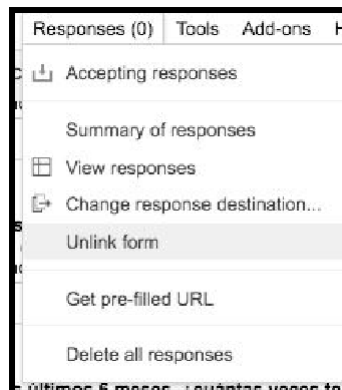 Responses (0) Tools Add-ons H
Accepting responses
Summary of responses
View responses
Change response destination...
Unlink form
Get pre-filled URL
Delete all responses
últimos 6 meses, ¿cuántas veces